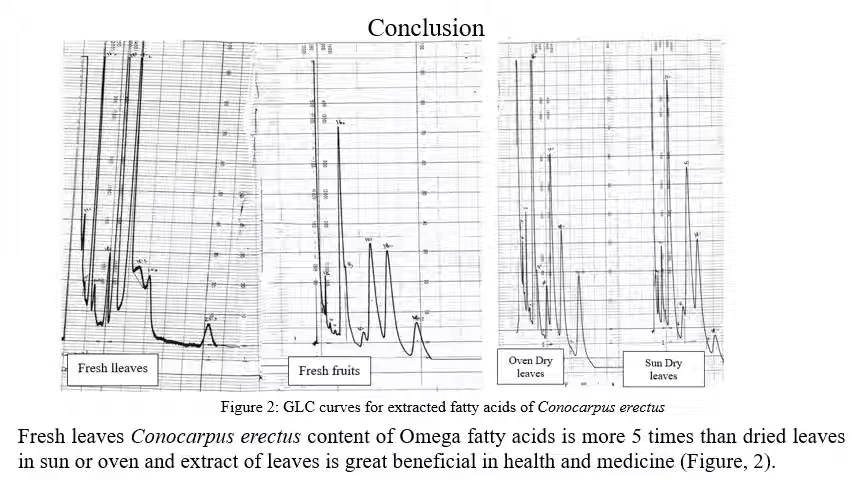 Conclusion
Fresh lleaves
Fresh fruits
Oven Dry
leaves
Sun Dry
leaves
Figure 2: GLC curves for extracted fatty acids of Conocarpus erectus
Fresh leaves Conocarpus erectus content of Omega fatty acids is more 5 times than dried leaves
in sun or oven and extract of leaves is great beneficial in health and medicine (Figure, 2).